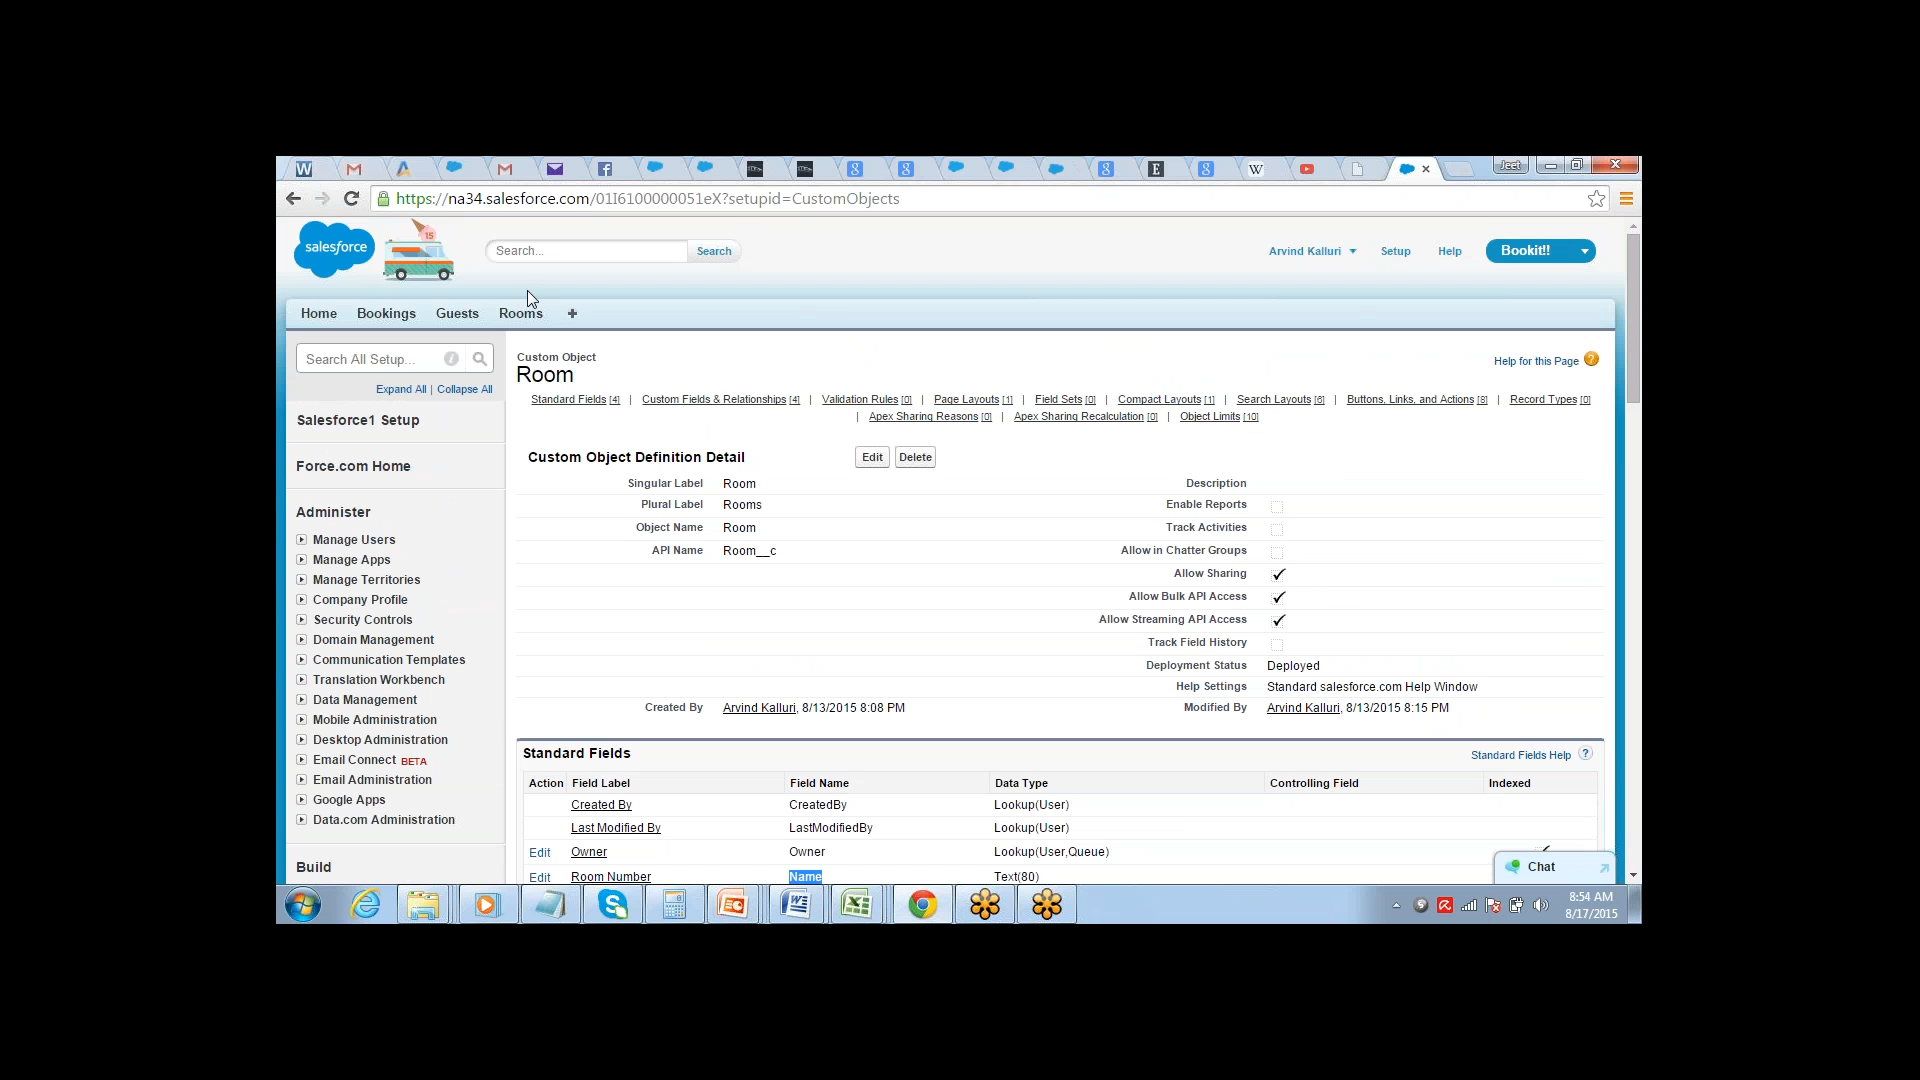 Jeet
https://na34.salesforce.com/01I6100000051eX?setupid=CustomObjects
salesforce
15
Search...
Search
Arvind Kalluri
Setup
Help
Bookit!!
Home Bookings Guests Rooms +
Search All Setup...
Expand All | Collapse All
Salesforce1 Setup
Force.com Home
Administer
Manage Users
Manage Apps
Manage Territories
Company Profile
Security Controls
Domain Management
Communication Templates
Translation Workbench
Data Management
Mobile Administration
Desktop Administration
Email Connect BETA
Email Administration
Google Apps
Data.com Administration
Build
Custom Object
Room
Help for this Page ?
Standard Fields [4] | Custom Fields & Relationships [4] | Validation Rules [0] | Page Layouts [1] | Field Sets [0] | Compact Layouts [1] | Search Layouts [6] | Buttons, Links, and Actions [8] | Record Types [0]
| Apex Sharing Reasons [0] | Apex Sharing Recalculation [0] | Object Limits [10]
Custom Object Definition Detail Edit Delete
Singular Label Room Description
Plural Label Rooms Enable Reports
Object Name Room Track Activities
API Name Room__c Allow in Chatter Groups
Allow Sharing
Allow Bulk API Access
Allow Streaming API Access
Track Field History
Deployment Status Deployed
Help Settings Standard salesforce.com Help Window
Created By Arvind Kalluri, 8/13/2015 8:08 PM Modified By Arvind Kalluri, 8/13/2015 8:15 PM
Standard Fields Standard Fields Help ?
Action Field Label Field Name Data Type Controlling Field Indexed
Created By CreatedBy Lookup(User)
Last Modified By LastModifiedBy Lookup(User)
Edit Owner Owner Lookup(User,Queue)
Edit Room Number Name Text(80)
Chat
8:54 AM
8/17/2015